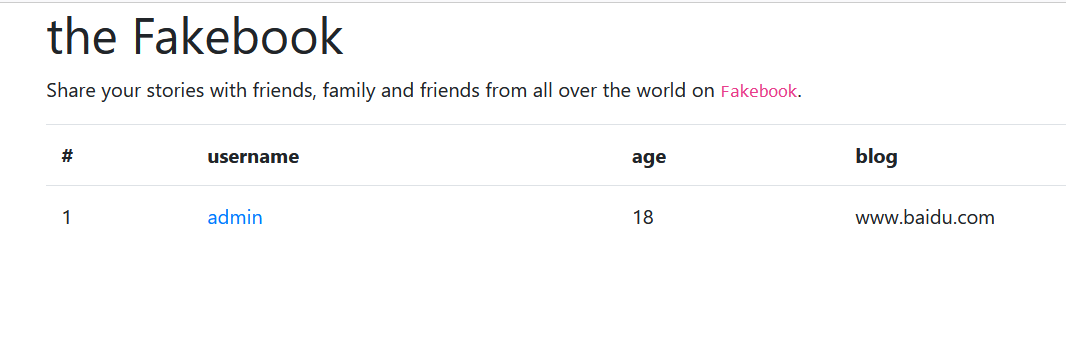 the Fakebook
Share your stories with friends, family and friends from all over the world on Fakebook.
# username age blog
1 admin 18 www.baidu.com